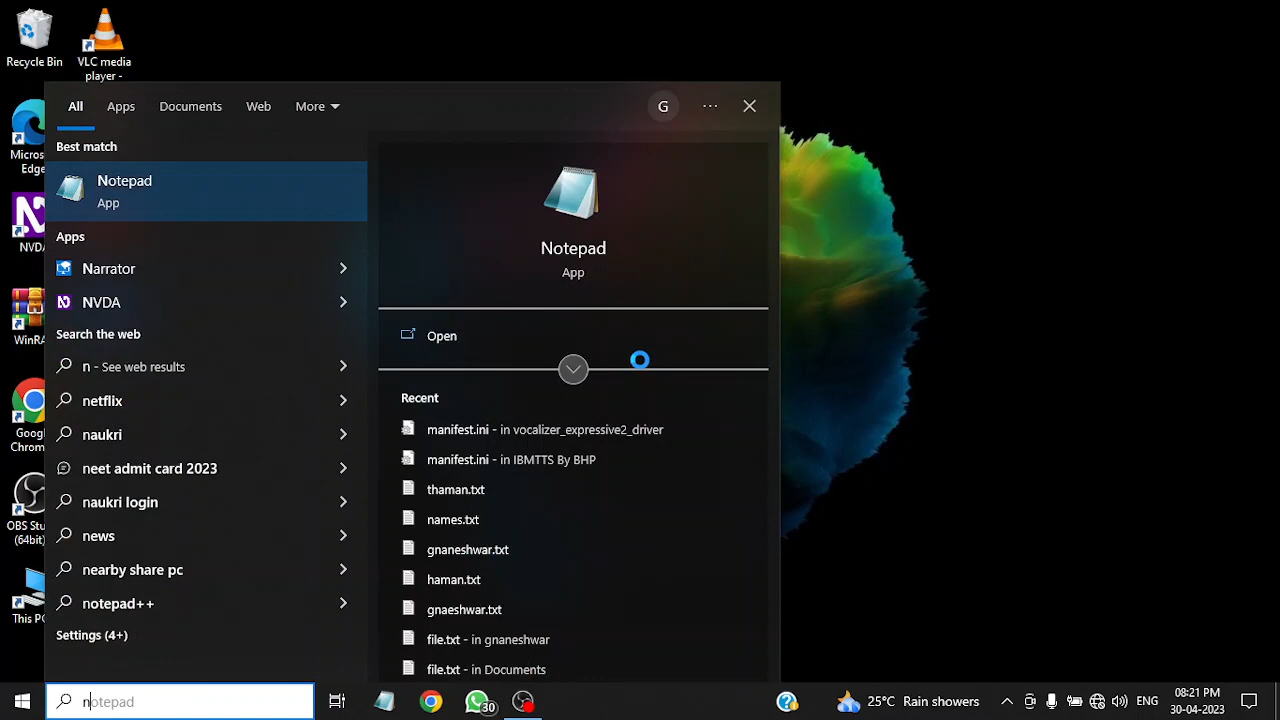 Recycle Bin
VLC media
player -
Micros
Edge
NVDA
WinRA
Google
Chrom
OBS Stu
(64bit)
This PC
All
Apps
Documents
Web
More
G
Best match
Notepad
App
Apps
Narrator
NVDA
Search the web
n - See web results
netflix
naukri
neet admit card 2023
naukri login
news
nearby share pc
notepad++
Settings (4+)
Notepad
App
Open
Recent
manifest.ini - in vocalizer_expressive2_driver
manifest.ini - in IBMTTS By BHP
thaman.txt
names.txt
gnaneshwar.txt
haman.txt
gnaeshwar.txt
file.txt - in gnaneshwar
file.txt - in Documents
notepad
30
25°C Rain showers
ENG
08:21 PM
30-04-2023